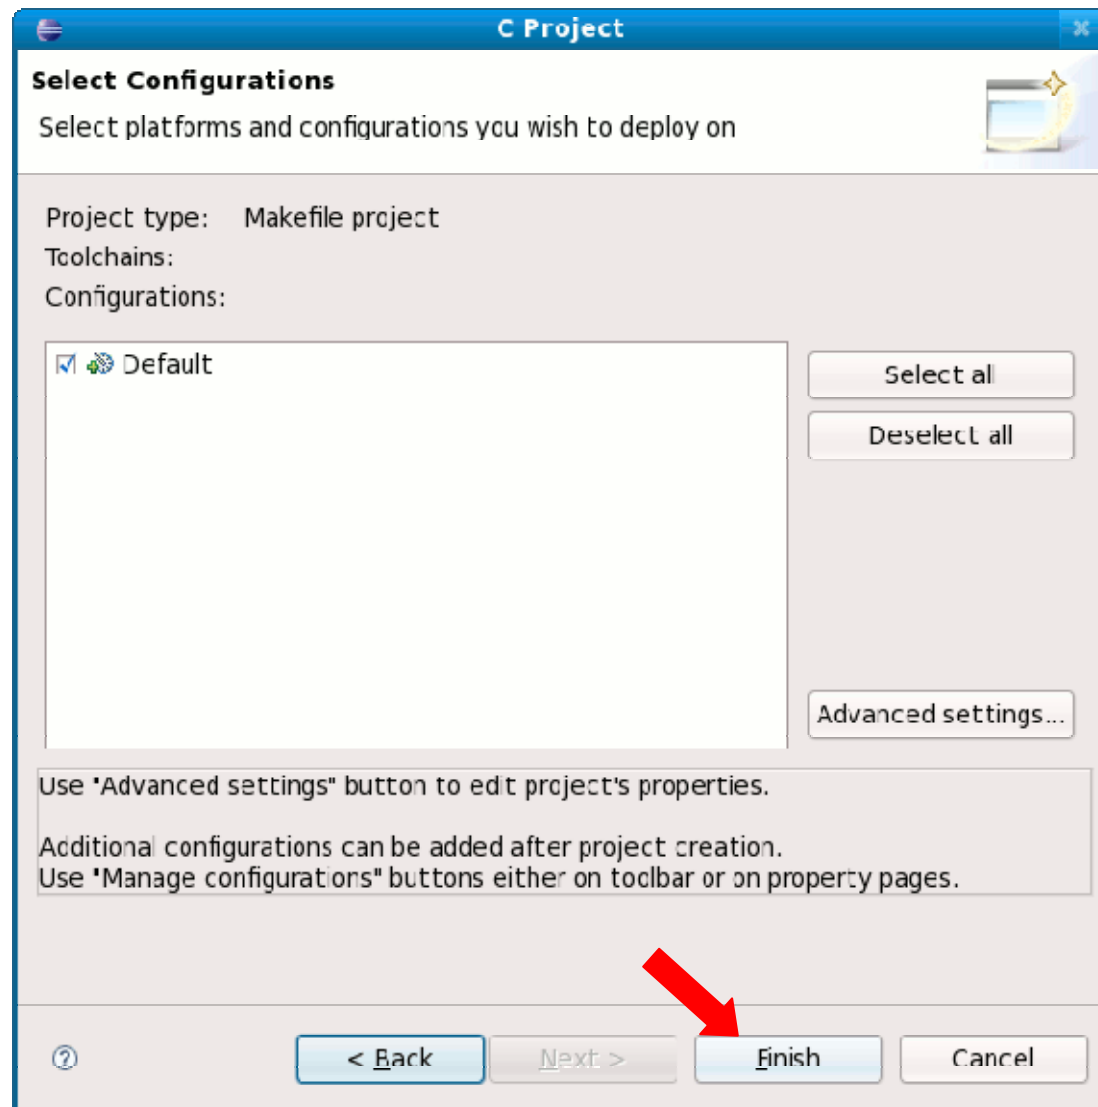 C Project
Select Configurations
Select platforms and configurations you wish to deploy on
Project type: Makefile project
Toolchains:
Configurations:
Default
Select all
Deselect all
Advanced settings...
Use "Advanced settings" button to edit project's properties.
Additional configurations can be added after project creation.
Use "Manage configurations" buttons either on toolbar or on property pages.
< Back
Next >
Finish
Cancel